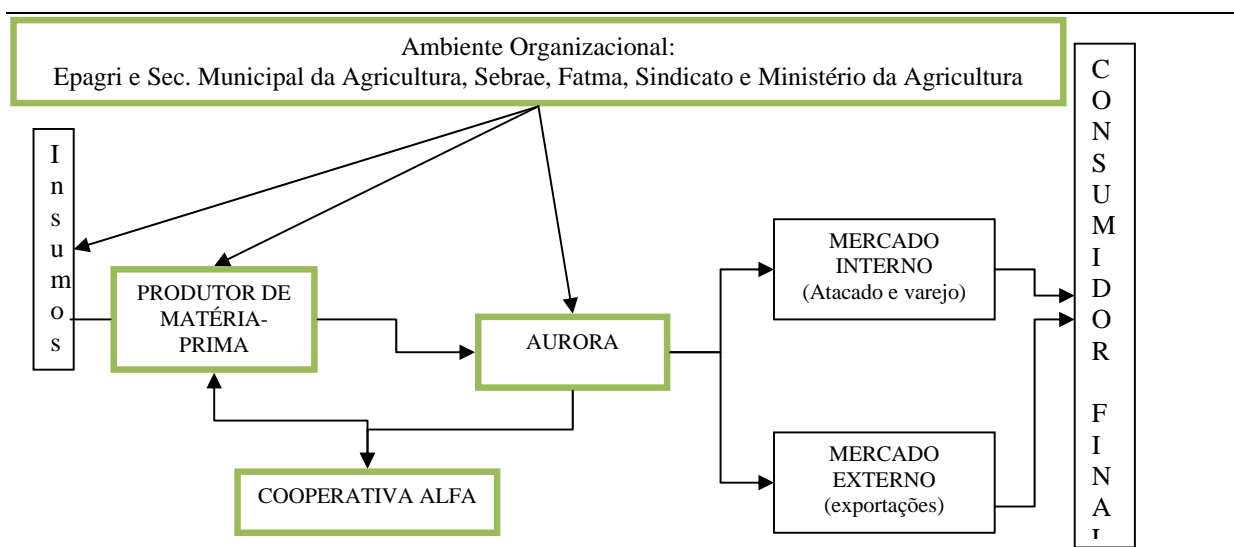 Ambiente Organizacional:
Epagri e Sec. Municipal da Agricultura, Sebrae, Fatma, Sindicato e Ministério da Agricultura
Insumos
PRODUTOR DE
MATÉRIA-
PRIMA
AURORA
COOPERATIVA ALFA
MERCADO
INTERNO
(Atacado e varejo)
MERCADO
EXTERNO
(exportações)
CONSUMIDOR FINAL